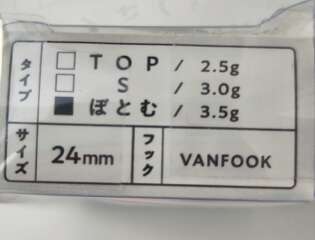 タイプ
□ TOP / 2.5g
□ S / 3.0g
■ ぼとむ / 3.5g
サイズ 24mm フック VANFOOK